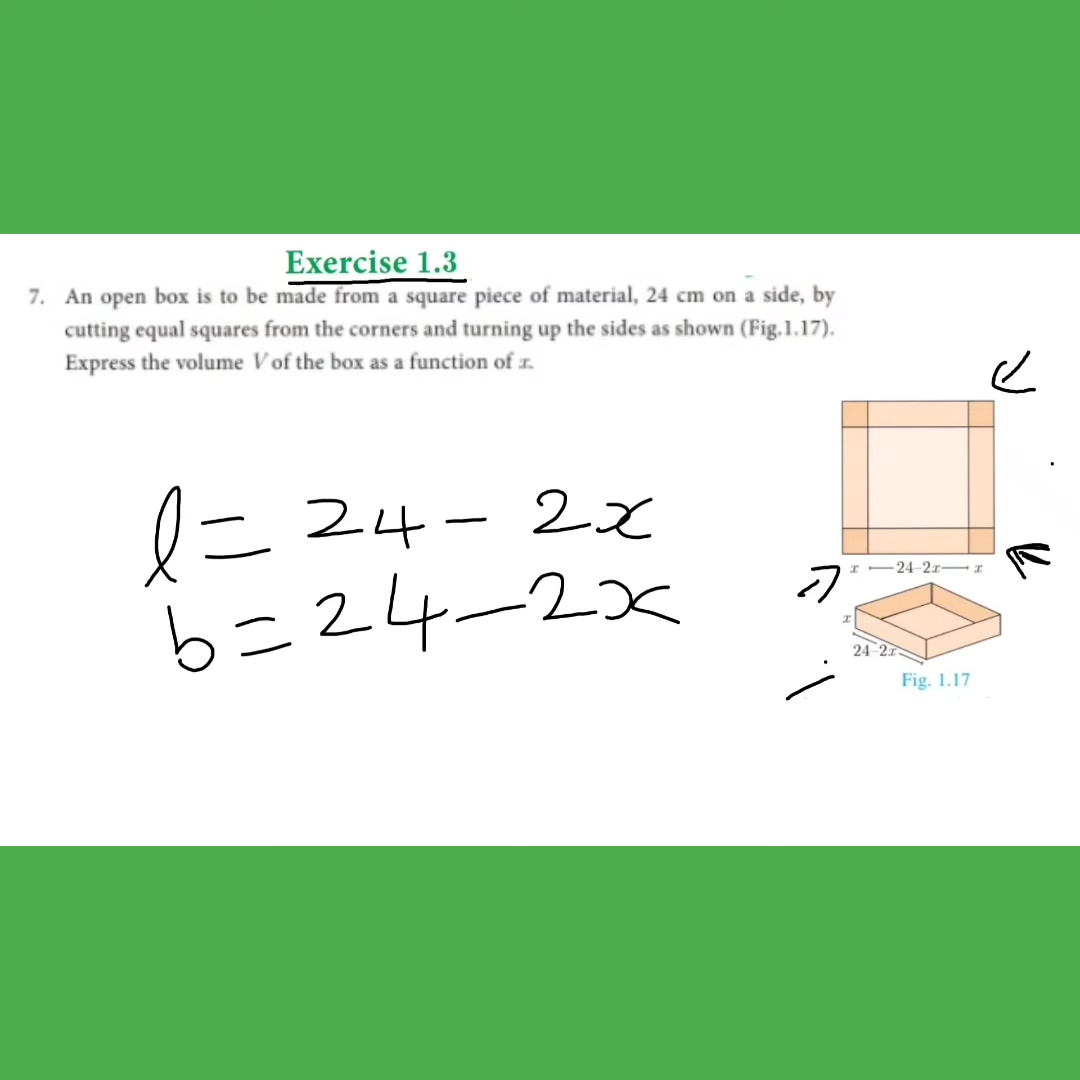 Exercise 1.3
7. An open box is to be made from a square piece of material, 24 cm on a side, by
cutting equal squares from the corners and turning up the sides as shown (Fig.1.17).
Express the volume V of the box as a function of x.
l = 24 - 2x
b = 24 - 2x
x 24-2x x
x
24-2x
Fig. 1.17